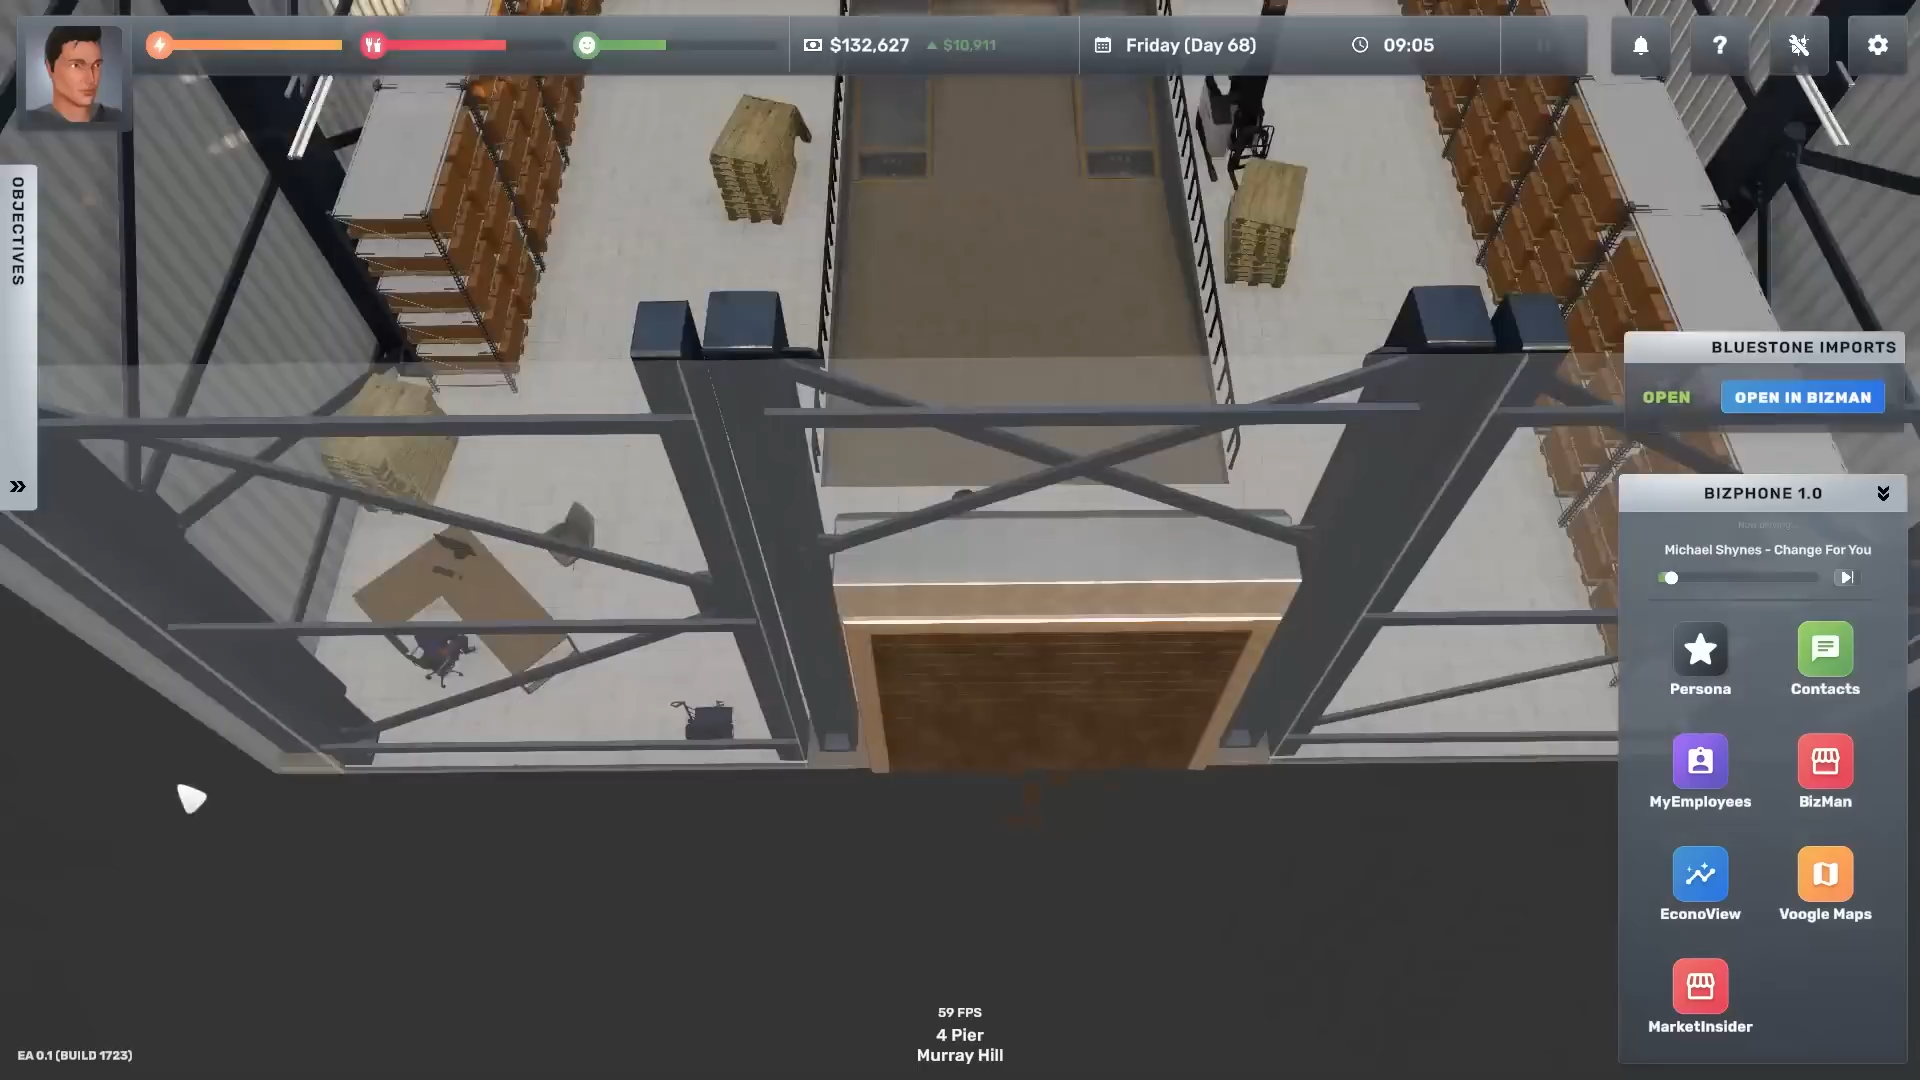 $132,627
$10,911
Friday (Day 68)
09:05
?
OBJECTIVES
BLUESTONE IMPORTS
OPEN
OPEN IN BIZMAN
BIZPHONE 1.0
Michael Shynes - Change For You
Persona
Contacts
MyEmployees
BizMan
EconoView
Voogle Maps
MarketInsider
59 FPS
4 Pier
Murray Hill
EA 0.1 (BUILD 1723)